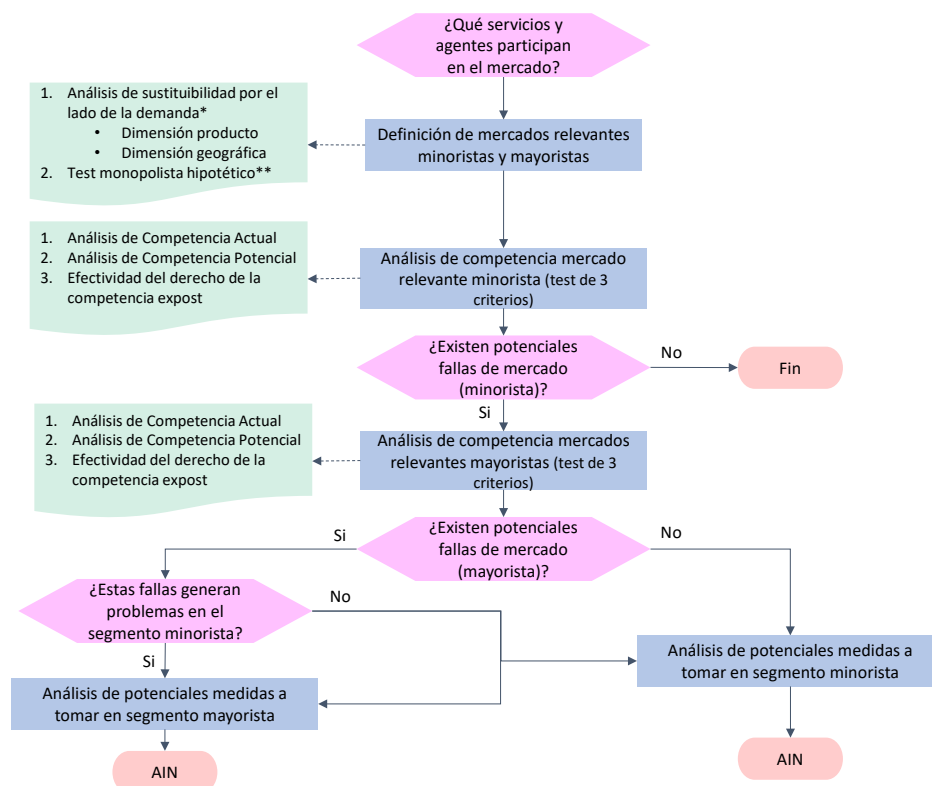 ¿Qué servicios y
agentes participan
en el mercado?
1. Análisis de sustituibilidad por el
lado de la demanda*
• Dimensión producto
• Dimensión geográfica
2. Test monopolista hipotético**
Definición de mercados relevantes
minoristas y mayoristas
1. Análisis de Competencia Actual
2. Análisis de Competencia Potencial
3. Efectividad del derecho de la
competencia expost
Análisis de competencia mercado
relevante minorista (test de 3
criterios)
¿Existen potenciales
fallas de mercado
(minorista)?
No
Fin
Si
1. Análisis de Competencia Actual
2. Análisis de Competencia Potencial
3. Efectividad del derecho de la
competencia expost
Análisis de competencia mercados
relevantes mayoristas (test de 3
criterios)
¿Existen potenciales
fallas de mercado
(mayorista)?
Si
No
¿Estas fallas generan
problemas en el
segmento minorista?
No
Si
Análisis de potenciales medidas a
tomar en segmento minorista
Análisis de potenciales medidas a
tomar en segmento mayorista
AIN
AIN